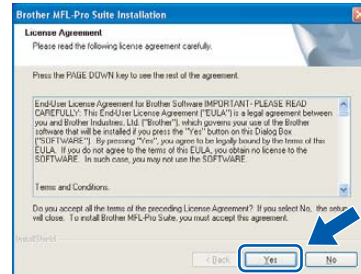 Brother MFL-Pro Suite Installation
License Agreement
Please read the following license agreement carefully.
Press the PAGE DOWN key to see the rest of the agreement.
End-User License Agreement for Brother Software IMPORTANT- PLEASE READ
CAREFULLY: This End-User License Agreement ("EULA") is a legal agreement between
you and Brother Industries, Ltd. ("Brother"), which governs your use of the Brother
software that will be installed if you press the "Yes" button on this Dialog Box
("SOFTWARE"). By pressing "Yes", you agree to be legally bound by the terms of this
EULA. If you do not agree to the terms of this EULA, you obtain no license to the
SOFTWARE. In such case, you may not use the SOFTWARE.
Terms and Conditions.
Do you accept all the terms of the preceding License Agreement? If you select No, the setup
will close. To install Brother MFL-Pro Suite, you must accept this agreement.
InstallShield
< Back
Yes
No